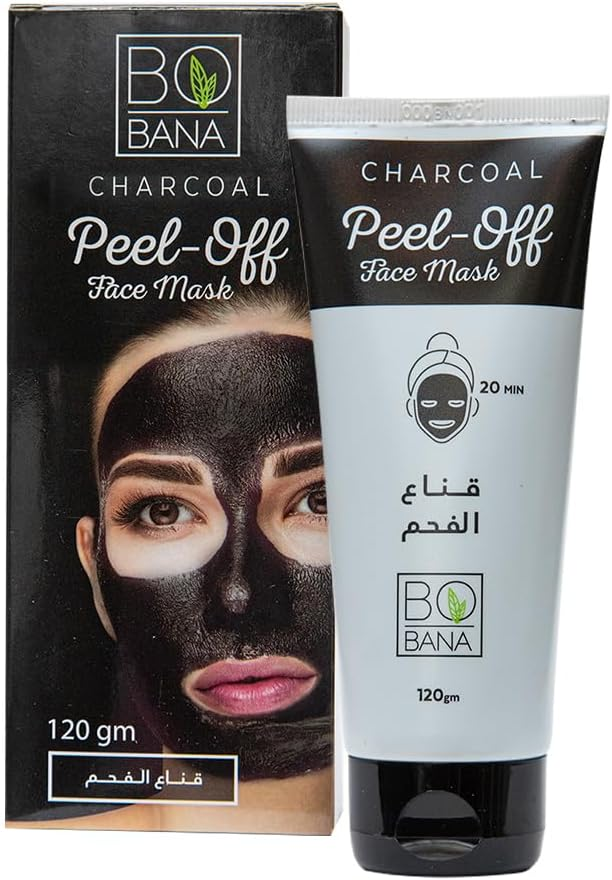 BO
BANA
CHARCOAL
Peel-Off
Face Mask
120 gm
قناع الفحم
CHARCOAL
Peel-Off
Face Mask
20 MIN
قناع
الفحم
BO
BANA
120gm